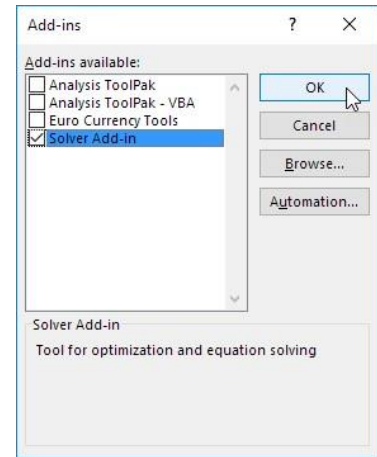 Add-ins ? ×
Add-ins available:
Analysis ToolPak
Analysis ToolPak - VBA
Euro Currency Tools
Solver Add-in
OK
Cancel
Browse...
Automation...
Solver Add-in
Tool for optimization and equation solving